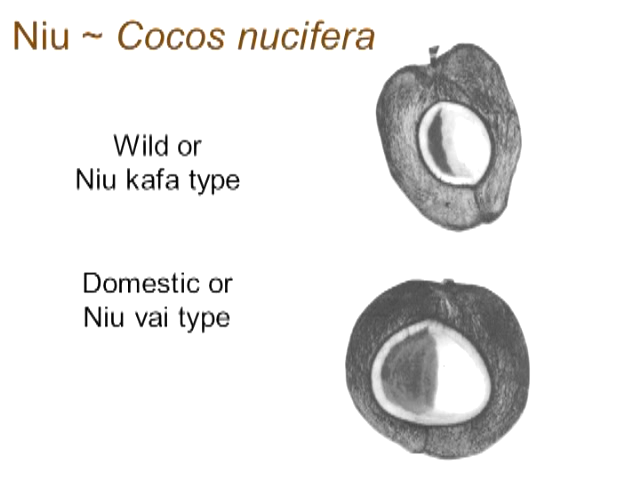 Niu ~ Cocos nucifera
Wild or
Niu kafa type
Domestic or
Niu vai type